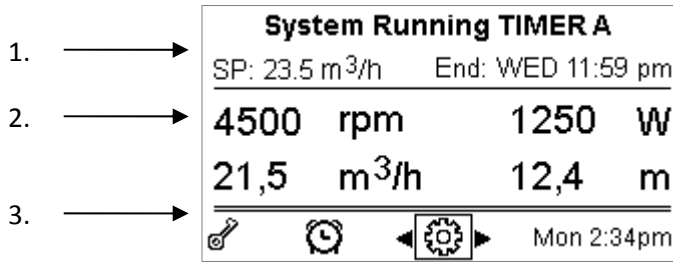 System Running TIMER A
1.
SP: 23.5 m3/h End: WED 11:59 pm
2.
4500 rpm 1250 W
21,5 m3/h 12,4 m
3.
Mon 2:34pm